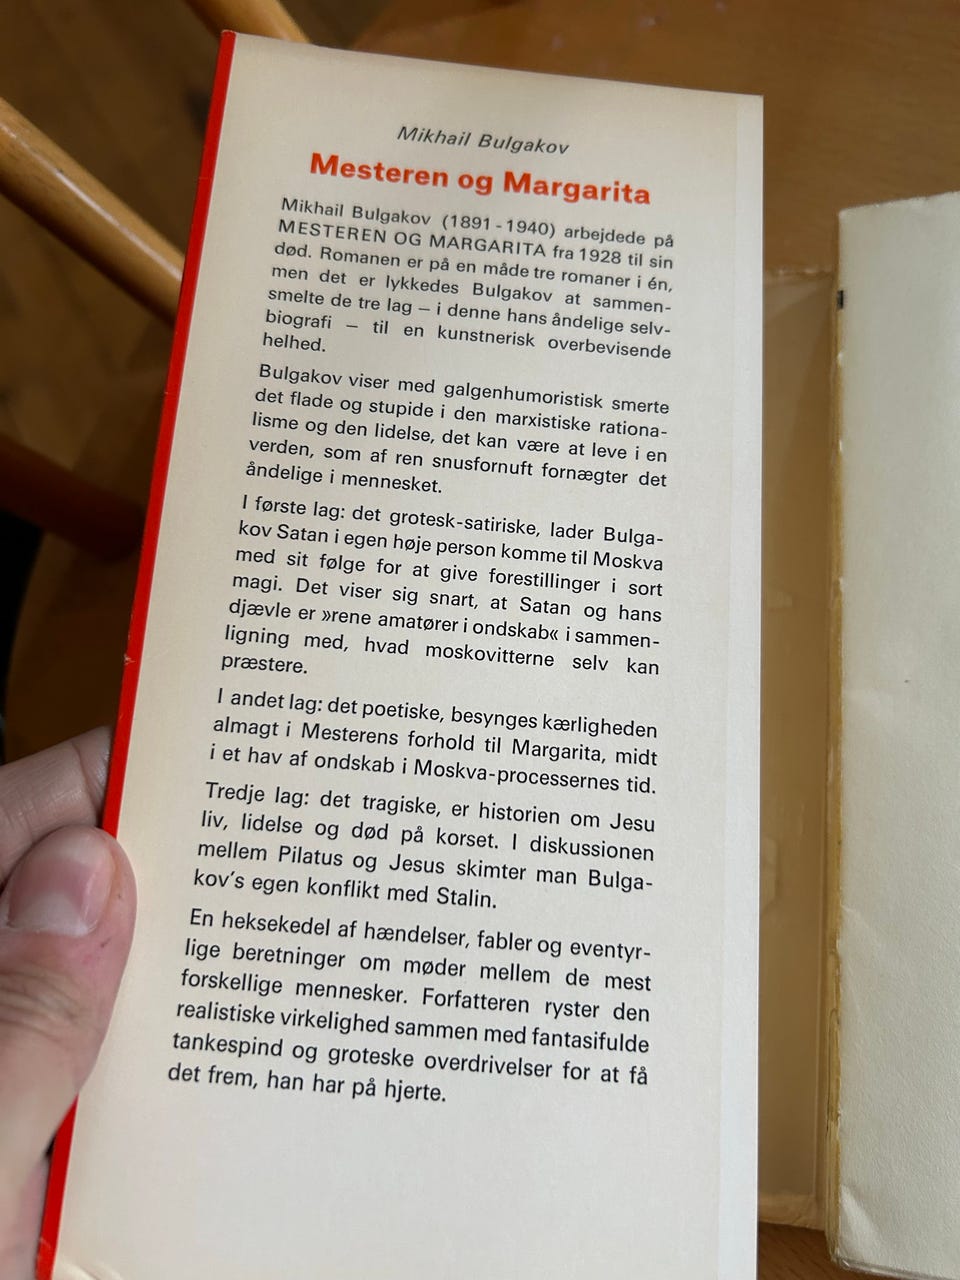 Mikhail Bulgakov
Mesteren og Margarita
Mikhail Bulgakov (1891-1940) arbejdede på
MESTEREN OG MARGARITA fra 1928 til sin
død. Romanen er på en måde tre romaner i én,
men det er lykkedes Bulgakov at sammen-
smelte de tre lag – i denne hans åndelige selv-
biografi – til en kunstnerisk overbevisende
helhed.
Bulgakov viser med galgenhumoristisk smerte
det flade og stupide i den marxistiske rationa-
lisme og den lidelse, det kan være at leve i en
verden, som af ren snusfornuft fornægter det
åndelige i mennesket.
I første lag: det grotesk-satiriske, lader Bulga-
kov Satan i egen høje person komme til Moskva
med sit følge for at give forestillinger i sort
magi. Det viser sig snart, at Satan og hans
djævle er »rene amatører i ondskab« i sammen-
ligning med, hvad moskovitterne selv kan
præstere.
I andet lag: det poetiske, besynges kærligheden
almagt i Mesterens forhold til Margarita, midt
i et hav af ondskab i Moskva-processernes tid.
Tredje lag: det tragiske, er historien om Jesu
liv, lidelse og død på korset. I diskussionen
mellem Pilatus og Jesus skimter man Bulga-
kov's egen konflikt med Stalin.
En heksekedel af hændelser, fabler og eventyr-
lige beretninger om møder mellem de mest
forskellige mennesker. Forfatteren ryster den
realistiske virkelighed sammen med fantasifulde
tankespind og groteske overdrivelser for at få
det frem, han har på hjerte.